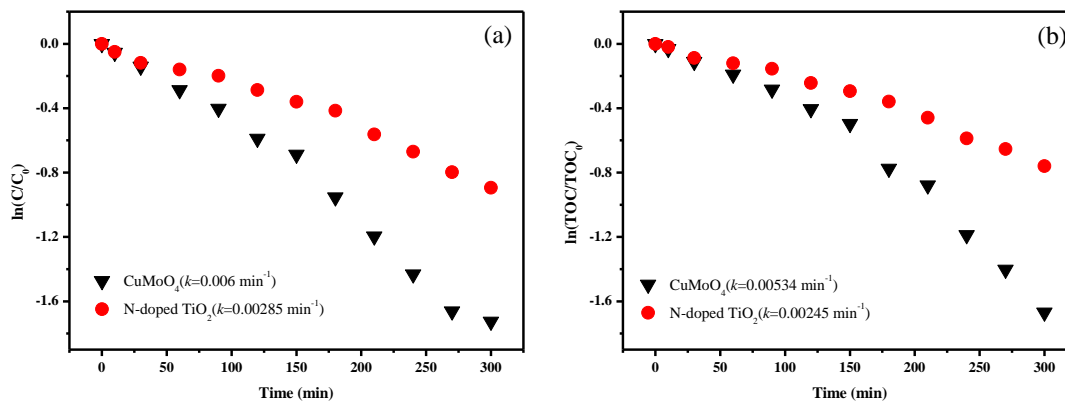 (a)
0.0
-0.4
-0.8
-1.2
-1.6
ln(C/C₀)
CuMoO₄(k=0.006 min⁻¹)
N-doped TiO₂(k=0.00285 min⁻¹)
0 50 100 150 200 250 300
Time (min)
(b)
0.0
-0.4
-0.8
-1.2
-1.6
ln(TOC/TOC₀)
CuMoO₄(k=0.00534 min⁻¹)
N-doped TiO₂(k=0.00245 min⁻¹)
0 50 100 150 200 250 300
Time (min)